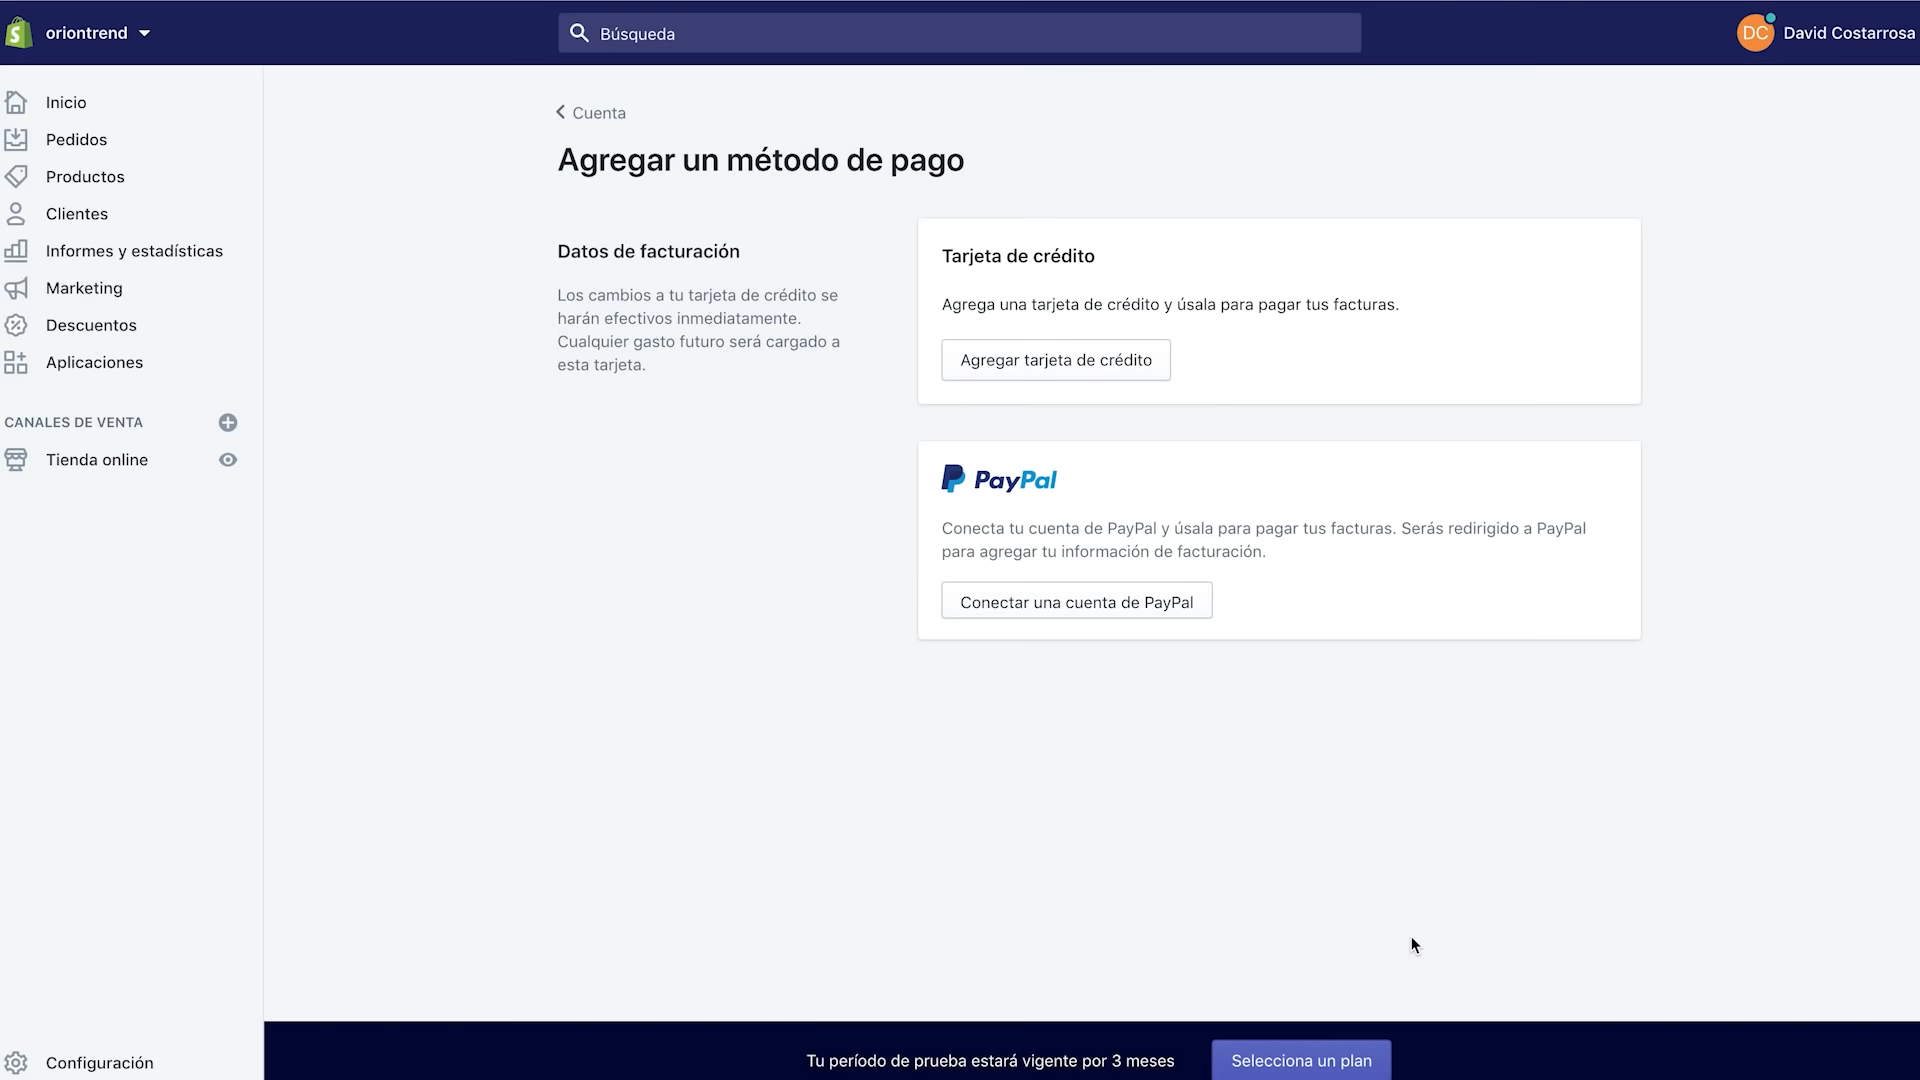 oriontrend
Búsqueda
DC
David Costarrosa
Inicio
Pedidos
Productos
Clientes
Informes y estadísticas
Marketing
Descuentos
Aplicaciones
CANALES DE VENTA
Tienda online
Configuración
Cuenta
Agregar un método de pago
Datos de facturación
Los cambios a tu tarjeta de crédito se
harán efectivos inmediatamente.
Cualquier gasto futuro será cargado a
esta tarjeta.
Tarjeta de crédito
Agrega una tarjeta de crédito y úsala para pagar tus facturas.
Agregar tarjeta de crédito
PayPal
Conecta tu cuenta de PayPal y úsala para pagar tus facturas. Serás redirigido a PayPal
para agregar tu información de facturación.
Conectar una cuenta de PayPal
Tu período de prueba estará vigente por 3 meses
Selecciona un plan